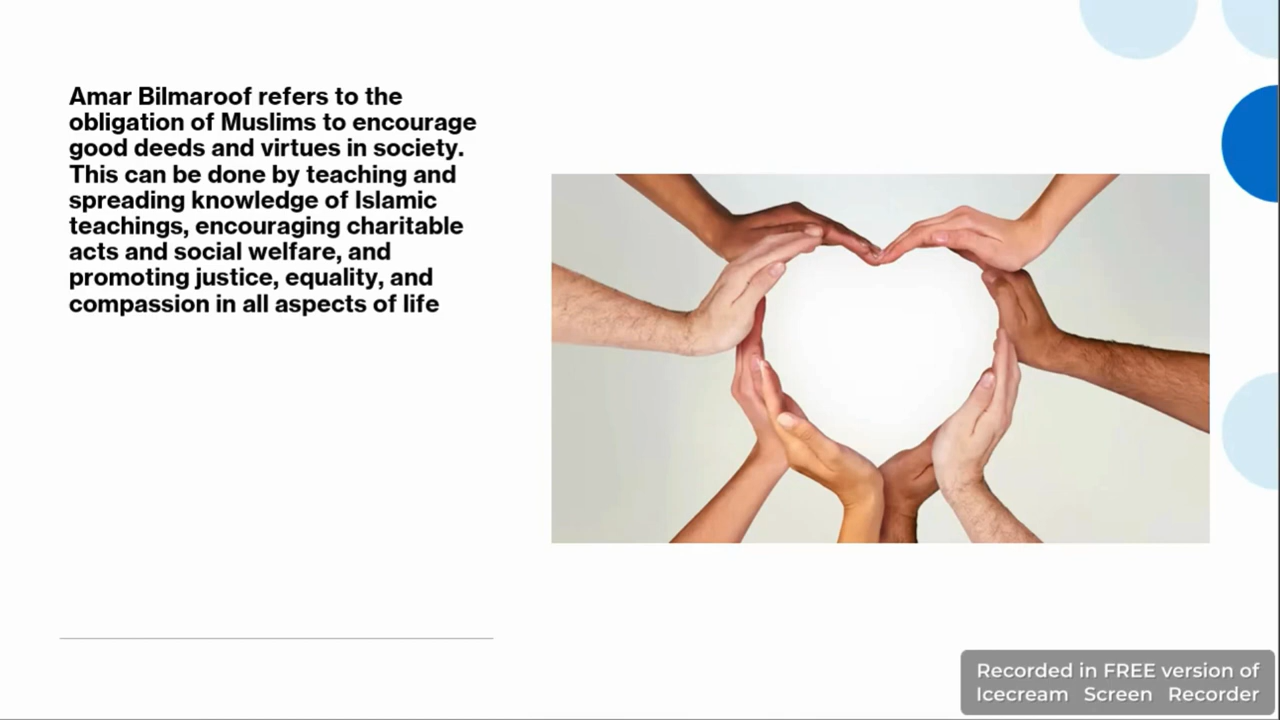 Amar Bilmaroof refers to the
obligation of Muslims to encourage
good deeds and virtues in society.
This can be done by teaching and
spreading knowledge of Islamic
teachings, encouraging charitable
acts and social welfare, and
promoting justice, equality, and
compassion in all aspects of life
Recorded in FREE version of
Icecream Screen Recorder